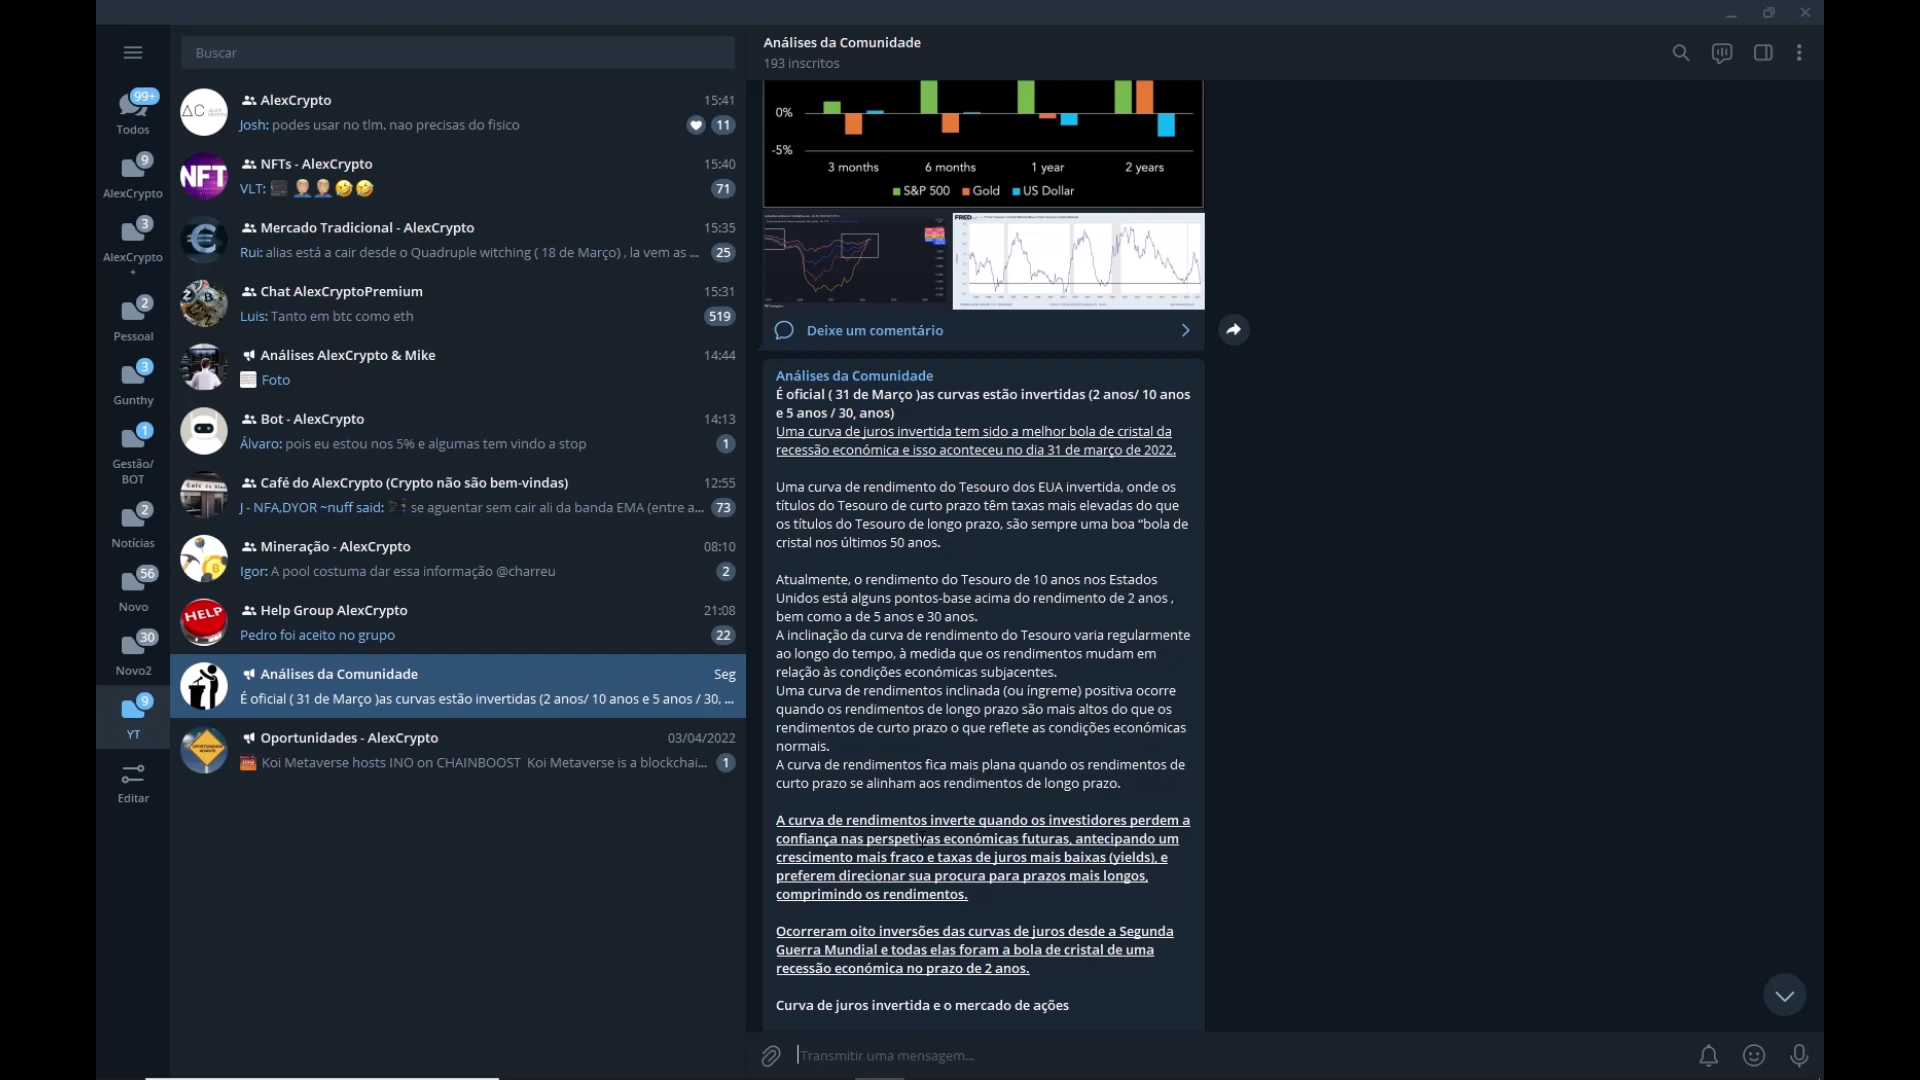 Buscar
99+
Todos
9
AlexCrypto
3
AlexCrypto
+
2
Pessoal
3
Gunthy
1
Gestão/
BOT
2
Notícias
56
Novo
30
Novo2
9
YT
Editar
AlexCrypto 15:41
Josh: podes usar no tlm. nao precisas do fisico 11
NFT
NFTs - AlexCrypto 15:40
VLT: 71
Mercado Tradicional - AlexCrypto 15:35
Rui: alias está a cair desde o Quadruple witching ( 18 de Março) , la vem as ... 25
Chat AlexCryptoPremium 15:31
Luis: Tanto em btc como eth 519
Análises AlexCrypto & Mike 14:44
Foto
Bot - AlexCrypto 14:13
Álvaro: pois eu estou nos 5% e algumas tem vindo a stop 1
Café do AlexCrypto (Crypto não são bem-vindas) 12:55
J - NFA,DYOR ~nuff said: se aguentar sem cair ali da banda EMA (entre a... 73
Mineração - AlexCrypto 08:10
Igor: A pool costuma dar essa informação @charreu 2
HELP
Help Group AlexCrypto 21:08
Pedro foi aceito no grupo 22
Análises da Comunidade Seg
É oficial ( 31 de Março )as curvas estão invertidas (2 anos/ 10 anos e 5 anos / 30, ...
Oportunidades - AlexCrypto 03/04/2022
Koi Metaverse hosts INO on CHAINBOOST Koi Metaverse is a blockchai... 1
Análises da Comunidade
193 inscritos
0%
-5%
3 months 6 months 1 year 2 years
S&P 500 Gold US Dollar
FRED
Deixe um comentário
Análises da Comunidade
É oficial ( 31 de Março )as curvas estão invertidas (2 anos/ 10 anos
e 5 anos / 30, anos)
Uma curva de juros invertida tem sido a melhor bola de cristal da
recessão económica e isso aconteceu no dia 31 de março de 2022.
Uma curva de rendimento do Tesouro dos EUA invertida, onde os
títulos do Tesouro de curto prazo têm taxas mais elevadas do que
os títulos do Tesouro de longo prazo, são sempre uma boa “bola de
cristal nos últimos 50 anos.
Atualmente, o rendimento do Tesouro de 10 anos nos Estados
Unidos está alguns pontos-base acima do rendimento de 2 anos ,
bem como a de 5 anos e 30 anos.
A inclinação da curva de rendimento do Tesouro varia regularmente
ao longo do tempo, à medida que os rendimentos mudam em
relação às condições económicas subjacentes.
Uma curva de rendimentos inclinada (ou íngreme) positiva ocorre
quando os rendimentos de longo prazo são mais altos do que os
rendimentos de curto prazo o que reflete as condições económicas
normais.
A curva de rendimentos fica mais plana quando os rendimentos de
curto prazo se alinham aos rendimentos de longo prazo.
A curva de rendimentos inverte quando os investidores perdem a
confiança nas perspetivas económicas futuras, antecipando um
crescimento mais fraco e taxas de juros mais baixas (yields), e
preferem direcionar sua procura para prazos mais longos,
comprimindo os rendimentos.
Ocorreram oito inversões das curvas de juros desde a Segunda
Guerra Mundial e todas elas foram a bola de cristal de uma
recessão económica no prazo de 2 anos.
Curva de juros invertida e o mercado de ações
Transmitir uma mensagem...